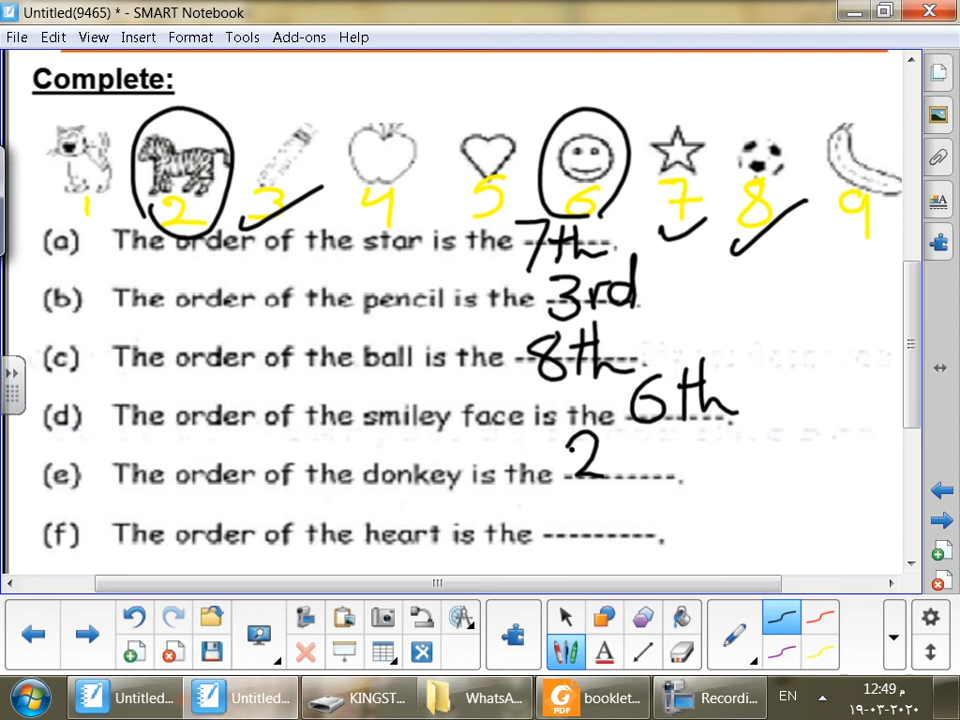 Untitled(9465) * - SMART Notebook
File Edit View Insert Format Tools Add-ons Help
Complete:
1 2 3 4 5 6 7 8 9
(a) The order of the star is the 7th.
(b) The order of the pencil is the 3rd.
(c) The order of the ball is the 8th.
(d) The order of the smiley face is the 6th.
(e) The order of the donkey is the 2.
(f) The order of the heart is the ---------.
Untitled... Untitled... KINGST... WhatsA... booklet... Recordi... EN 12:49 م
١٩-٠٣-٢٠٢٠